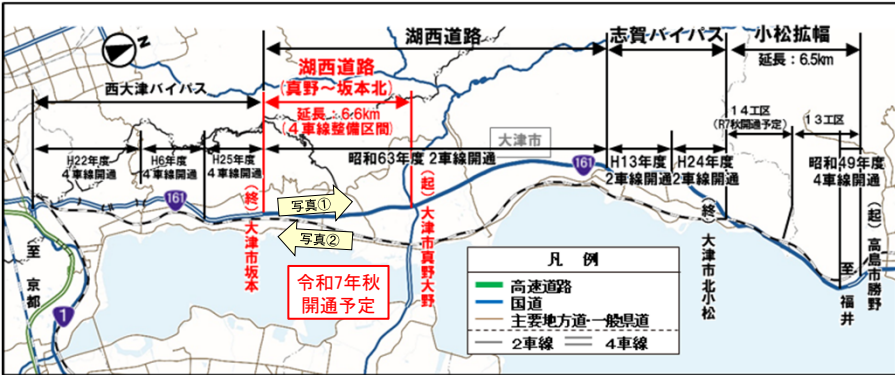 湖西道路
志賀バイパス
小松拡幅
延長：6.5km
N
西大津バイパス
湖西道路
(真野～坂本北)
延長：6.6km
(4車線整備区間)
14工区
(R7秋開通予定)
13工区
大津市
H22年度
4車線開通
H6年度
4車線開通
H25年度
4車線開通
昭和63年度 2車線開通
161
H13年度
2車線開通
H24年度
2車線開通
昭和49年度
4車線開通
161
写真①
写真②
(終)大津市坂本
(起)大津市真野大野
(終)大津市北小松
(起)高島市勝野
至 京都
至 福井
1
令和7年秋
開通予定
凡 例
高速道路
国道
主要地方道・一般県道
2車線
4車線